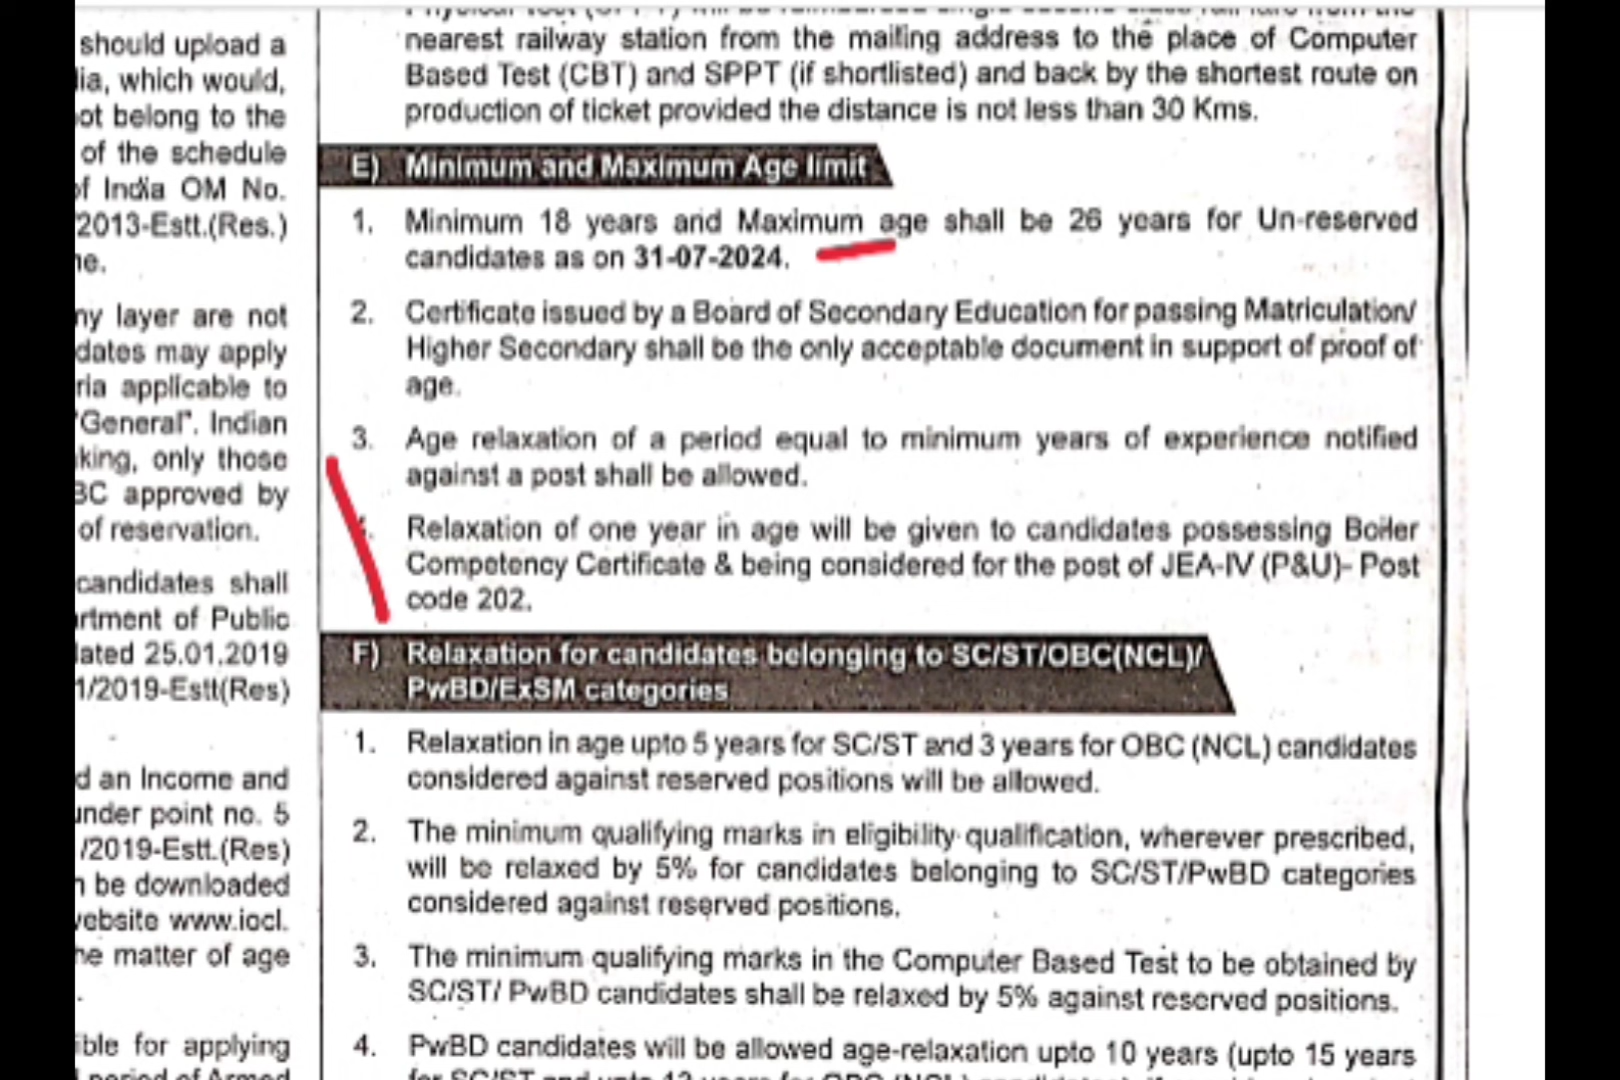 should upload a
ia, which would,
ot belong to the
of the schedule
f India OM No.
2013-Estt.(Res.)
ne.
ny layer are not
dates may apply
ria applicable to
"General". Indian
king, only those
BC approved by
of reservation.
candidates shall
rtment of Public
lated 25.01.2019
1/2019-Estt(Res)
d an Income and
under point no. 5
/2019-Estt.(Res)
n be downloaded
website www.iocl.
he matter of age
ible for applying
nearest railway station from the mailing address to the place of Computer
Based Test (CBT) and SPPT (if shortlisted) and back by the shortest route on
production of ticket provided the distance is not less than 30 Kms.
E) Minimum and Maximum Age limit
1. Minimum 18 years and Maximum age shall be 26 years for Un-reserved
candidates as on 31-07-2024.
2. Certificate issued by a Board of Secondary Education for passing Matriculation/
Higher Secondary shall be the only acceptable document in support of proof of
age.
3. Age relaxation of a period equal to minimum years of experience notified
against a post shall be allowed.
Relaxation of one year in age will be given to candidates possessing Boiler
Competency Certificate & being considered for the post of JEA-IV (P&U)- Post
code 202.
F) Relaxation for candidates belonging to SC/ST/OBC(NCL)/
PwBD/ExSM categories
1. Relaxation in age upto 5 years for SC/ST and 3 years for OBC (NCL) candidates
considered against reserved positions will be allowed.
2. The minimum qualifying marks in eligibility qualification, wherever prescribed,
will be relaxed by 5% for candidates belonging to SC/ST/PwBD categories
considered against reserved positions.
3. The minimum qualifying marks in the Computer Based Test to be obtained by
SC/ST/ PwBD candidates shall be relaxed by 5% against reserved positions.
4. PwBD candidates will be allowed age-relaxation upto 10 years (upto 15 years